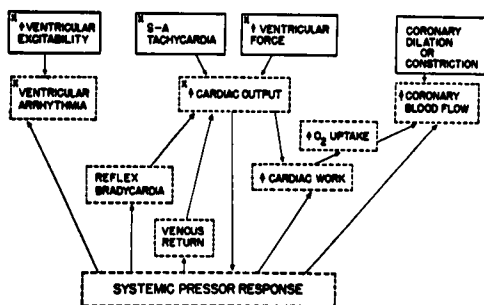 x ↑ VENTRICULAR
EXCITABILITY
x S-A
TACHYCARDIA
x ↑ VENTRICULAR
FORCE
CORONARY
DILATION
OR
CONSTRICTION
x VENTRICULAR
ARRHYTHMIA
x ↑ CARDIAC OUTPUT
↑ CORONARY
BLOOD FLOW
↑ O₂ UPTAKE
REFLEX
BRADYCARDIA
↑ CARDIAC WORK
VENOUS
RETURN
SYSTEMIC PRESSOR RESPONSE